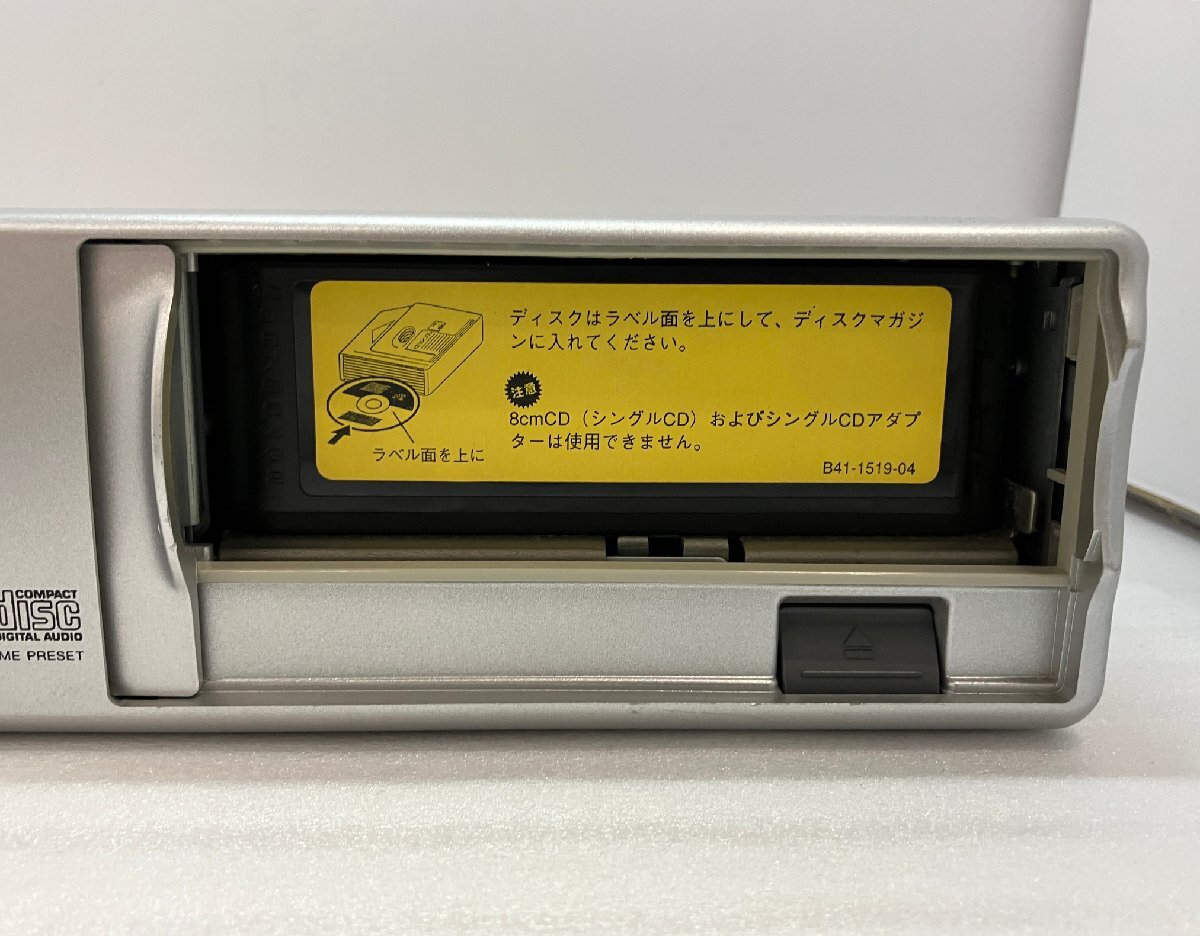 ディスクはラベル面を上にして、ディスクマガジ
ンに入れてください。
注意
8cmCD（シングルCD）およびシングルCDアダプ
ターは使用できません。
ラベル面を上に
B41-1519-04
COMPACT
disc
DIGITAL AUDIO
ME PRESET